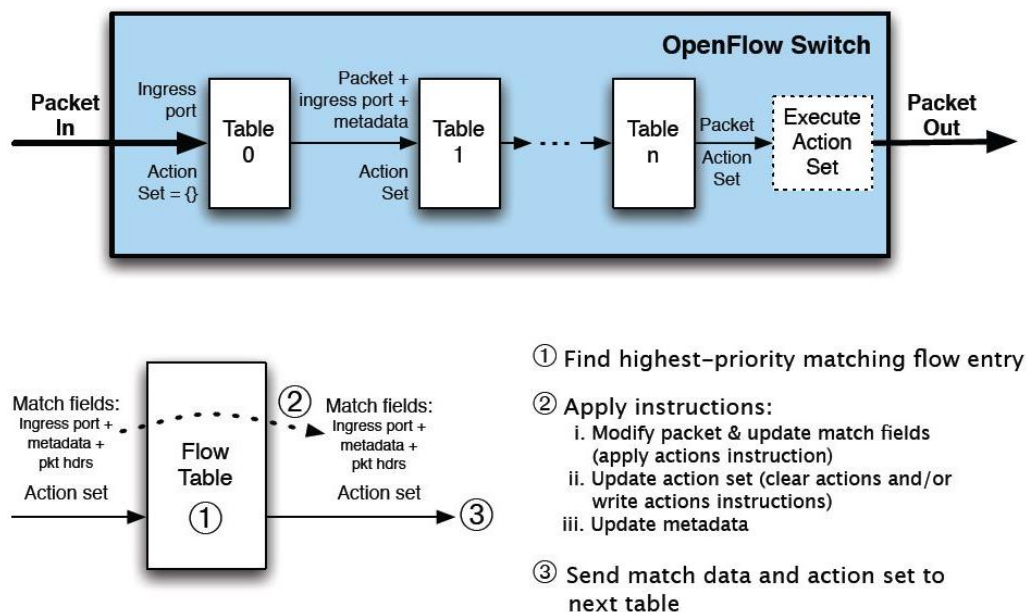 OpenFlow Switch
Packet
In
Ingress
port
Action
Set = {}
Table
0
Packet +
ingress port +
metadata
Action
Set
Table
1
Table
n
Packet
Action
Set
Execute
Action
Set
Packet
Out
Match fields:
Ingress port +
metadata +
pkt hdrs
Action set
Flow
Table
①
②
Match fields:
Ingress port +
metadata +
pkt hdrs
Action set
③
① Find highest-priority matching flow entry
② Apply instructions:
i. Modify packet & update match fields
(apply actions instruction)
ii. Update action set (clear actions and/or
write actions instructions)
iii. Update metadata
③ Send match data and action set to
next table